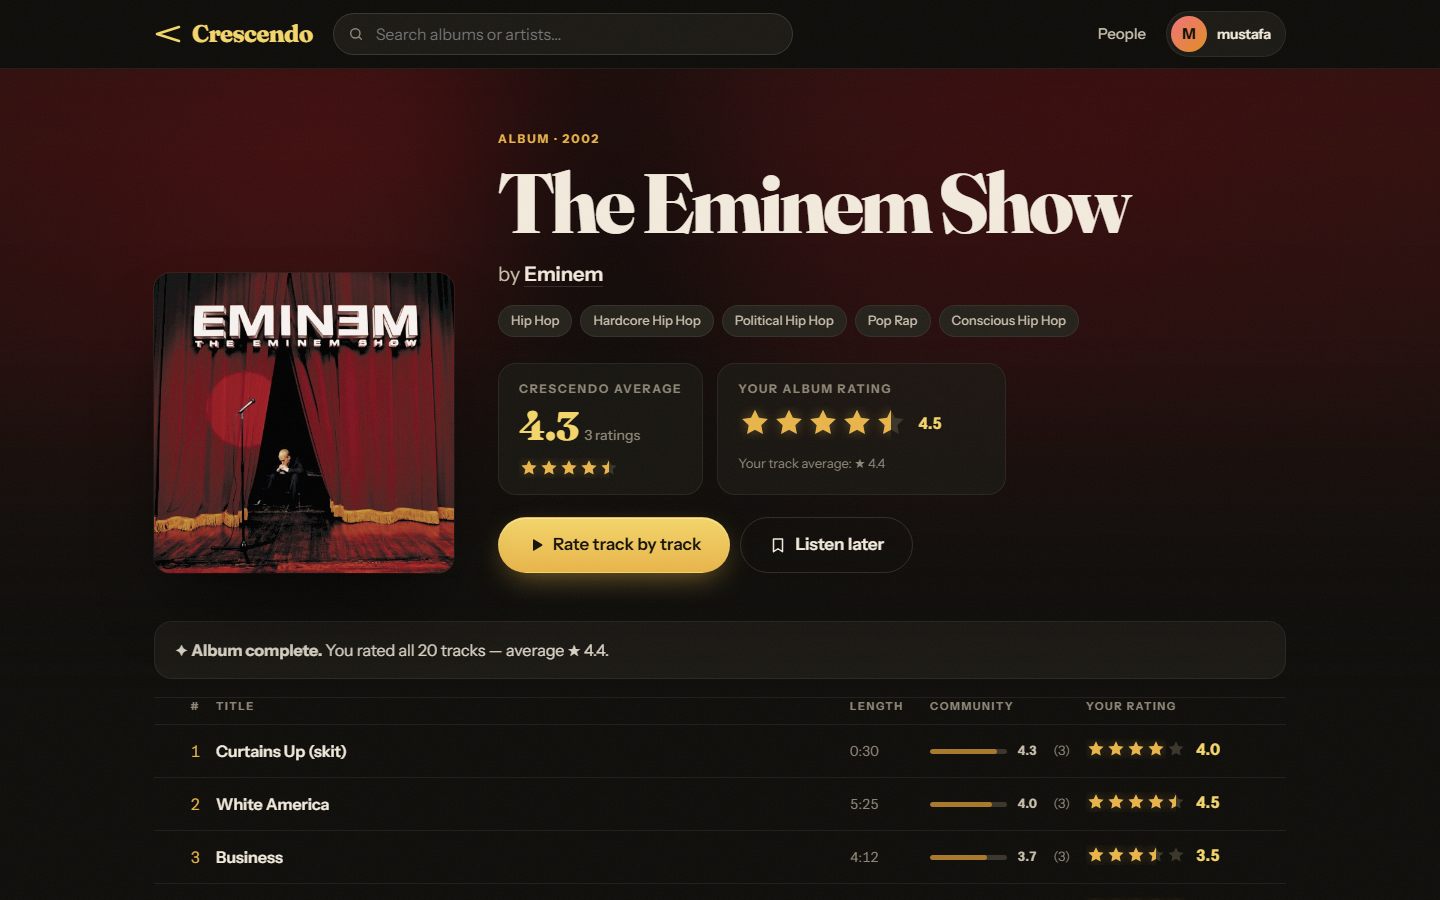 Crescendo
Search albums or artists...
People
M
mustafa
ALBUM · 2002
The Eminem Show
by Eminem
Hip Hop
Hardcore Hip Hop
Political Hip Hop
Pop Rap
Conscious Hip Hop
EMINƎM
THE EMINEM SHOW
CRESCENDO AVERAGE
4.3 3 ratings
YOUR ALBUM RATING
4.5
Your track average: ★ 4.4
Rate track by track
Listen later
✦ Album complete. You rated all 20 tracks — average ★ 4.4.
# TITLE LENGTH COMMUNITY YOUR RATING
1 Curtains Up (skit) 0:30 4.3 (3) 4.0
2 White America 5:25 4.0 (3) 4.5
3 Business 4:12 3.7 (3) 3.5